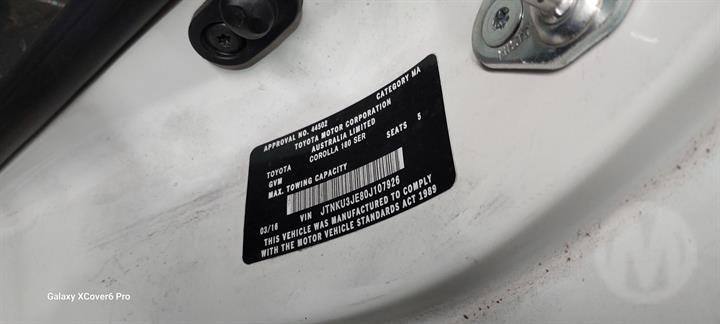 APPROVAL NO. 44502 CATEGORY MA
TOYOTA MOTOR CORPORATION
AUSTRALIA LIMITED
TOYOTA COROLLA 180 SER SEATS 5
GVM
MAX. TOWING CAPACITY
03/16 VIN JTNKU3JE80J107926
THIS VEHICLE WAS MANUFACTURED TO COMPLY
WITH THE MOTOR VEHICLE STANDARDS ACT 1989
Galaxy XCover6 Pro
M